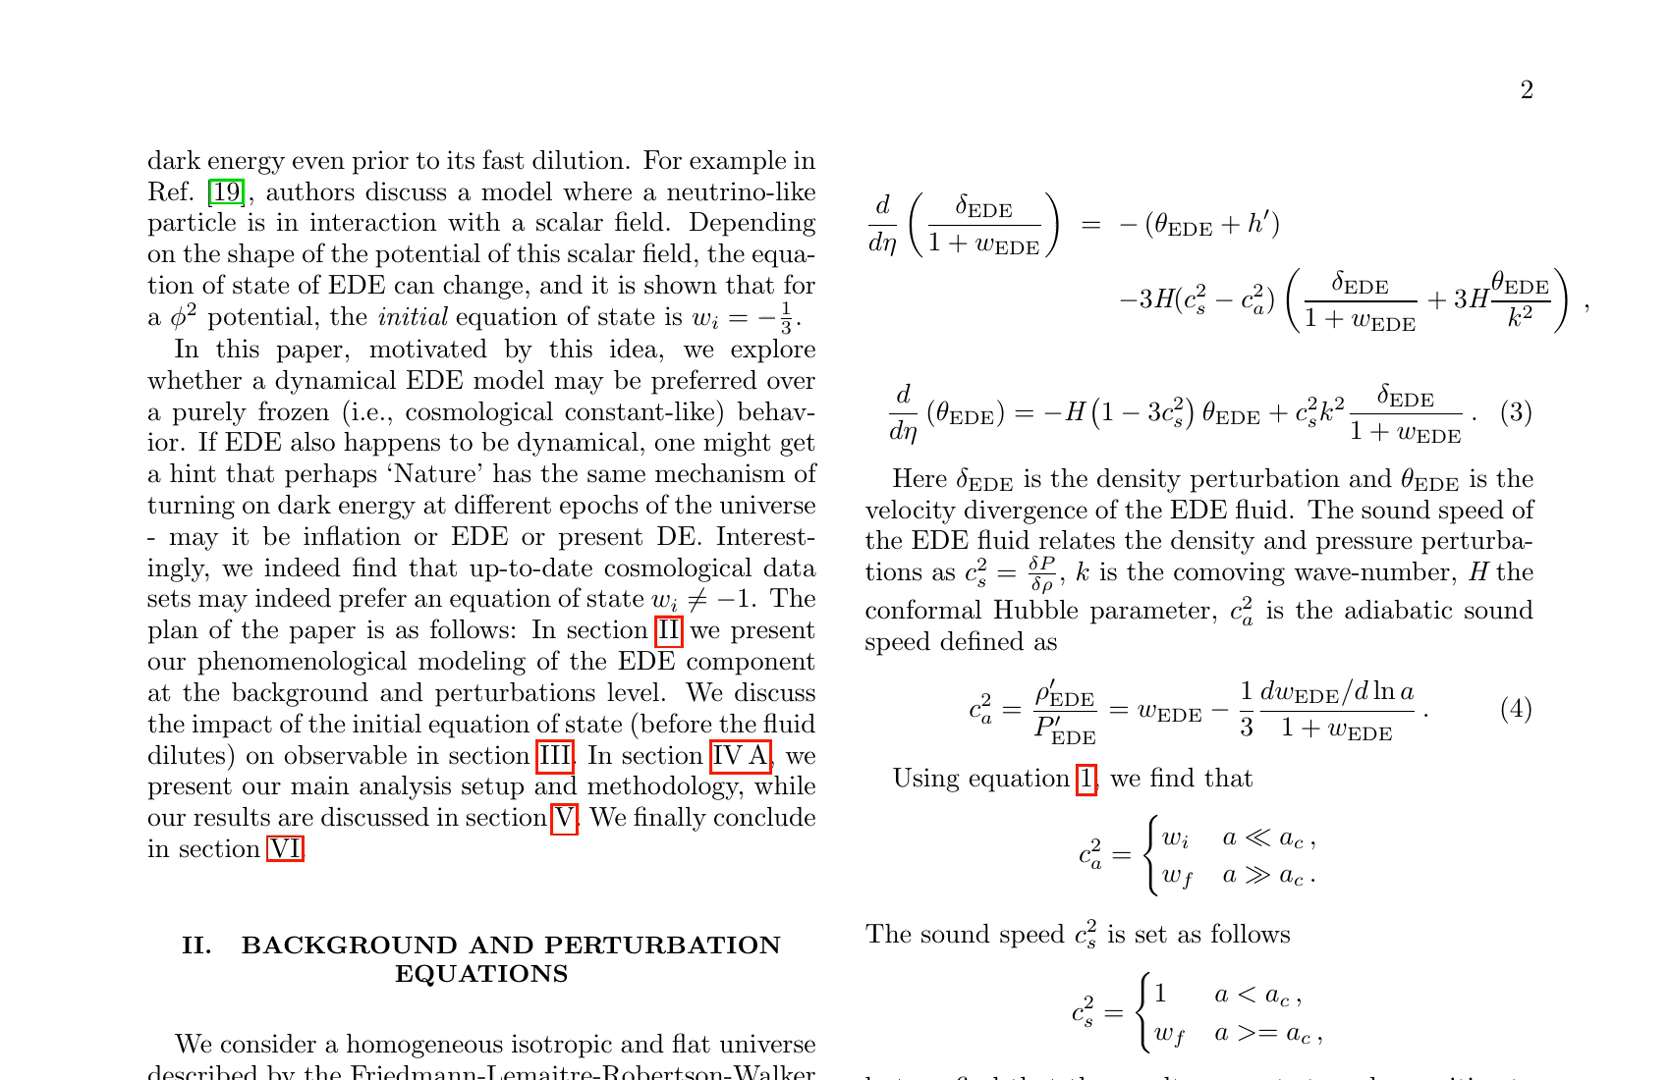 2
dark energy even prior to its fast dilution. For example in
Ref. [19], authors discuss a model where a neutrino-like
particle is in interaction with a scalar field. Depending
on the shape of the potential of this scalar field, the equa-
tion of state of EDE can change, and it is shown that for
a ϕ² potential, the initial equation of state is w_i = −1/3.
In this paper, motivated by this idea, we explore
whether a dynamical EDE model may be preferred over
a purely frozen (i.e., cosmological constant-like) behav-
ior. If EDE also happens to be dynamical, one might get
a hint that perhaps ‘Nature’ has the same mechanism of
turning on dark energy at different epochs of the universe
- may it be inflation or EDE or present DE. Interest-
ingly, we indeed find that up-to-date cosmological data
sets may indeed prefer an equation of state w_i ≠ −1. The
plan of the paper is as follows: In section II we present
our phenomenological modeling of the EDE component
at the background and perturbations level. We discuss
the impact of the initial equation of state (before the fluid
dilutes) on observable in section III. In section IV A, we
present our main analysis setup and methodology, while
our results are discussed in section V. We finally conclude
in section VI.
II. BACKGROUND AND PERTURBATION
EQUATIONS
We consider a homogeneous isotropic and flat universe
described by the Friedmann-Lemaitre-Robertson-Walker
d/dη (δ_EDE/(1 + w_EDE)) = − (θ_EDE + h′)
−3H(c_s² − c_a²) (δ_EDE/(1 + w_EDE) + 3H θ_EDE/k²) ,
d/dη (θ_EDE) = −H (1 − 3c_s²) θ_EDE + c_s² k² δ_EDE/(1 + w_EDE) . (3)
Here δ_EDE is the density perturbation and θ_EDE is the
velocity divergence of the EDE fluid. The sound speed of
the EDE fluid relates the density and pressure perturba-
tions as c_s² = δP/δρ, k is the comoving wave-number, H the
conformal Hubble parameter, c_a² is the adiabatic sound
speed defined as
c_a² = ρ′_EDE/P′_EDE = w_EDE − 1/3 (dw_EDE/d ln a)/(1 + w_EDE) . (4)
Using equation 1, we find that
c_a² = { w_i a ≪ a_c ,
w_f a ≫ a_c .
The sound speed c_s² is set as follows
c_s² = { 1 a < a_c ,
w_f a >= a_c ,